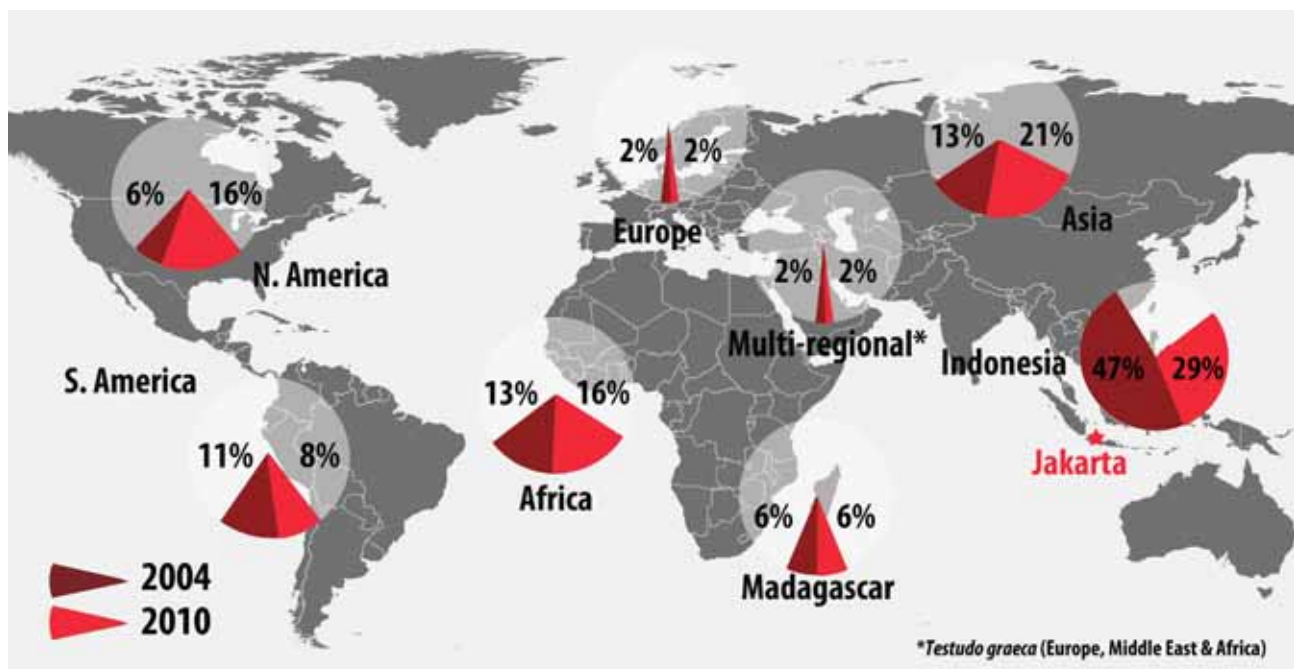 6% 16%
N. America
2% 2%
Europe
13% 21%
Asia
2% 2%
Multi-regional*
47% 29%
Indonesia
Jakarta
S. America
11% 8%
13% 16%
Africa
6% 6%
Madagascar
2004
2010
*Testudo graeca (Europe, Middle East & Africa)